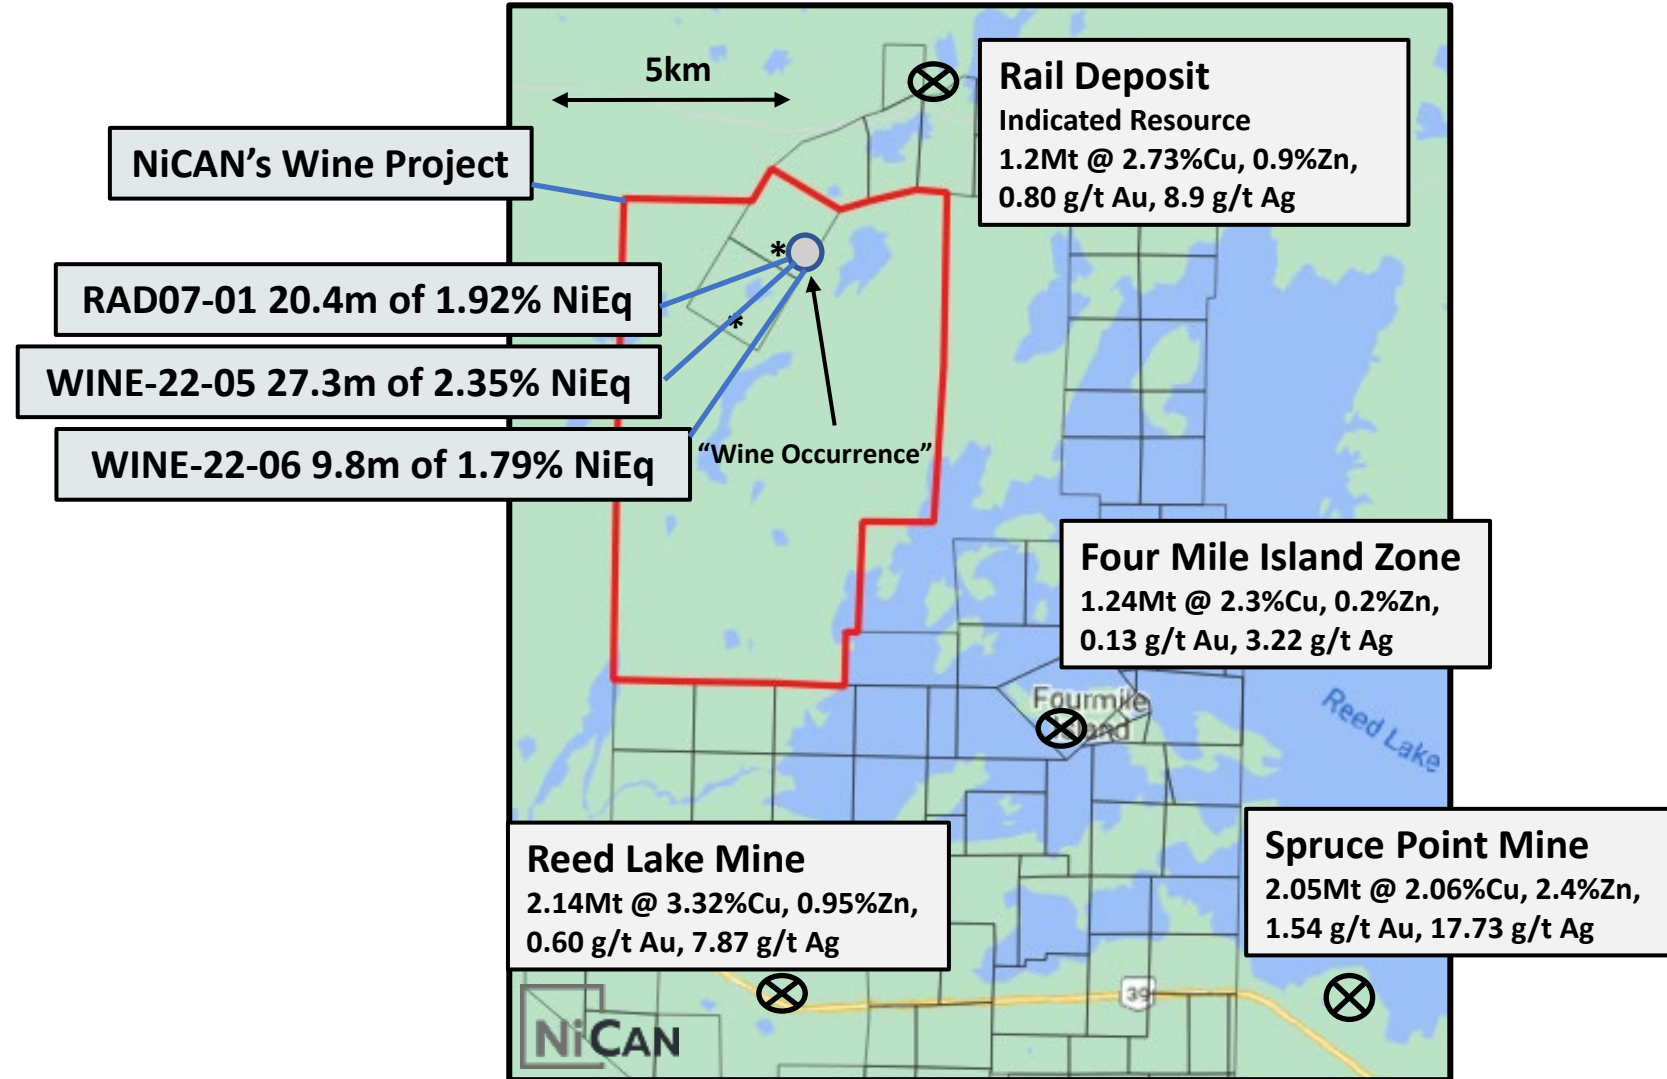 5km
Rail Deposit
Indicated Resource
1.2Mt @ 2.73%Cu, 0.9%Zn,
0.80 g/t Au, 8.9 g/t Ag
NiCAN’s Wine Project
*
RAD07-01 20.4m of 1.92% NiEq
*
WINE-22-05 27.3m of 2.35% NiEq
WINE-22-06 9.8m of 1.79% NiEq
“Wine Occurrence”
Four Mile Island Zone
1.24Mt @ 2.3%Cu, 0.2%Zn,
0.13 g/t Au, 3.22 g/t Ag
Fourmile
Island
Reed Lake
Reed Lake Mine
2.14Mt @ 3.32%Cu, 0.95%Zn,
0.60 g/t Au, 7.87 g/t Ag
Spruce Point Mine
2.05Mt @ 2.06%Cu, 2.4%Zn,
1.54 g/t Au, 17.73 g/t Ag
39
NiCAN